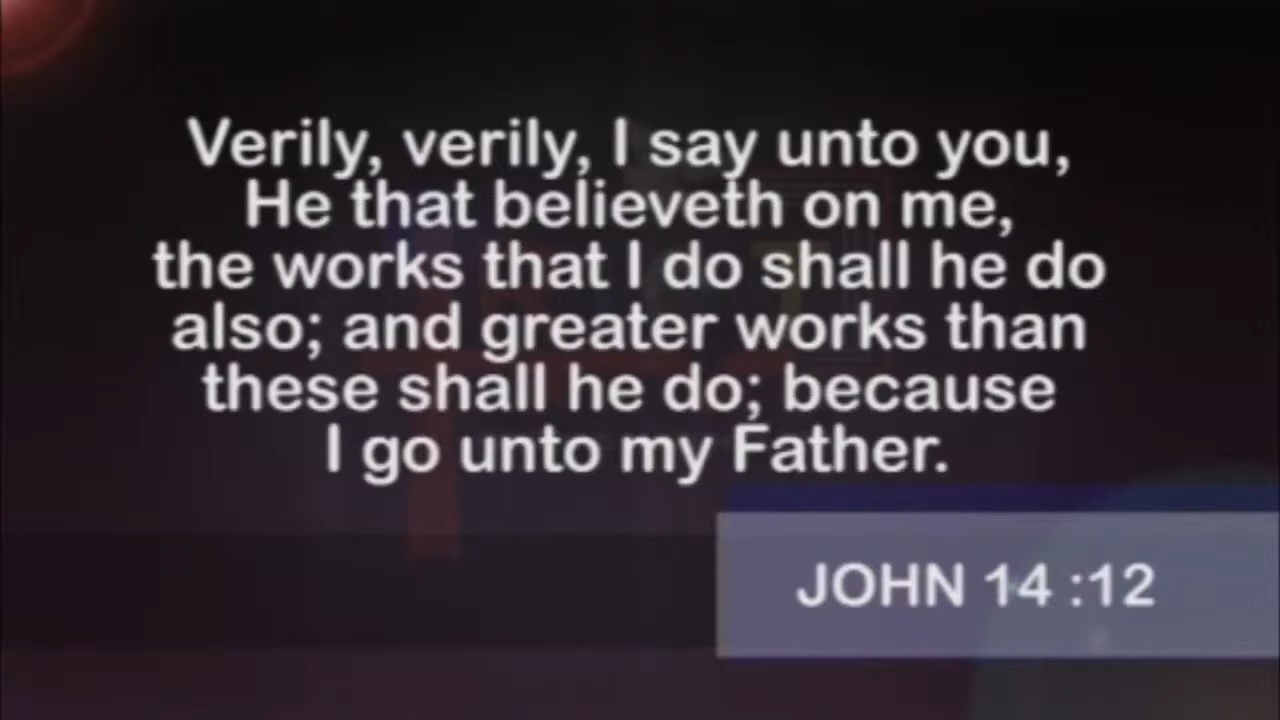 Verily, verily, I say unto you,
He that believeth on me,
the works that I do shall he do
also; and greater works than
these shall he do; because
I go unto my Father.
JOHN 14 :12